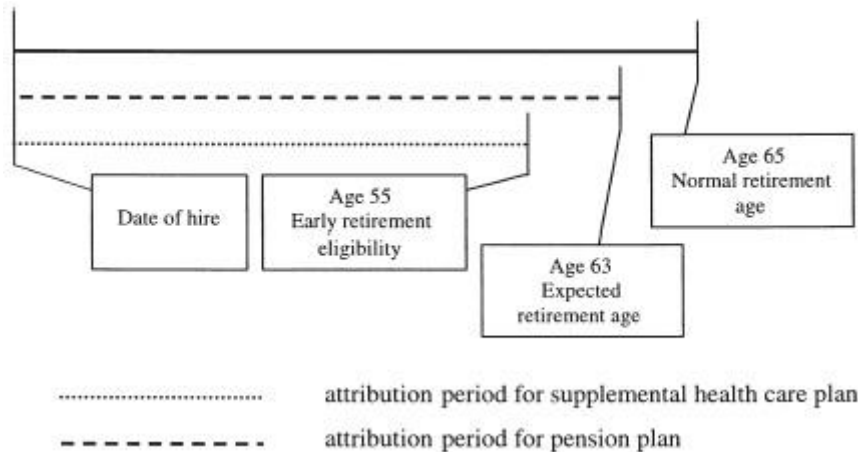 Date of hire
Age 55
Early retirement
eligibility
Age 63
Expected
retirement age
Age 65
Normal retirement
age
attribution period for supplemental health care plan
attribution period for pension plan